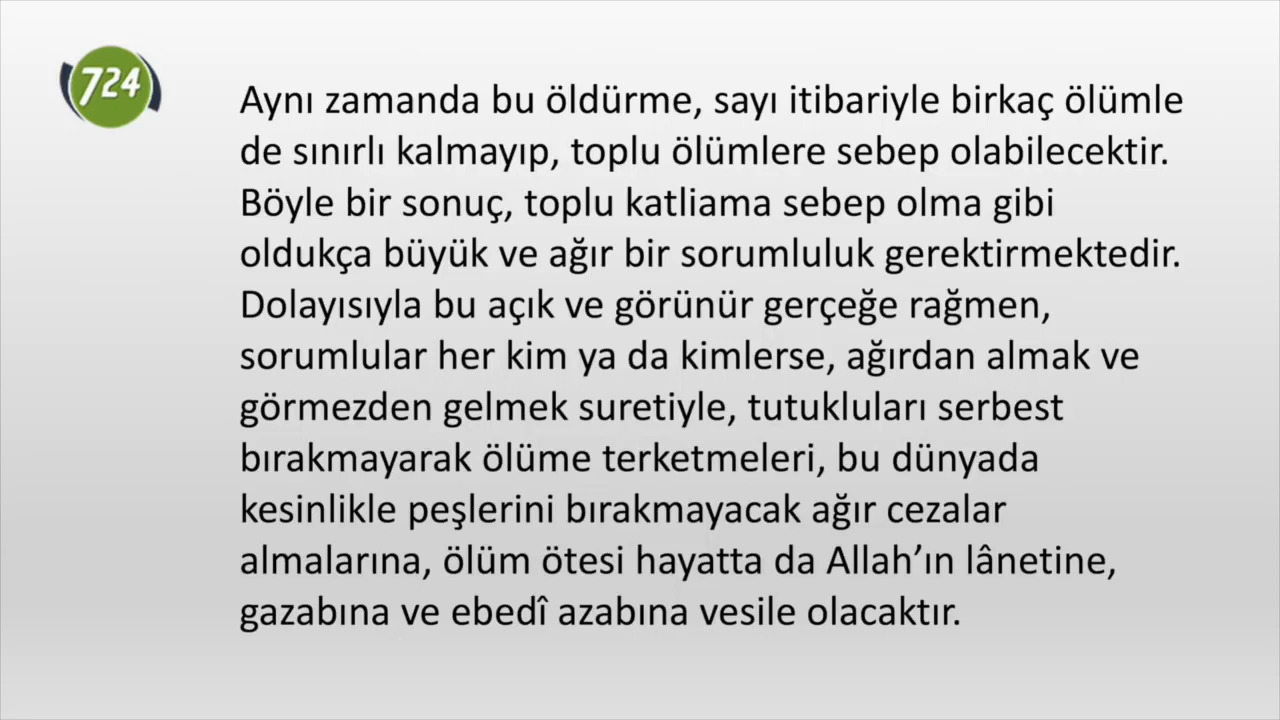 724
Aynı zamanda bu öldürme, sayı itibariyle birkaç ölümle
de sınırlı kalmayıp, toplu ölümlere sebep olabilecektir.
Böyle bir sonuç, toplu katliama sebep olma gibi
oldukça büyük ve ağır bir sorumluluk gerektirmektedir.
Dolayısıyla bu açık ve görünür gerçeğe rağmen,
sorumlular her kim ya da kimlerse, ağırdan almak ve
görmezden gelmek suretiyle, tutukluları serbest
bırakmayarak ölüme terketmeleri, bu dünyada
kesinlikle peşlerini bırakmayacak ağır cezalar
almalarına, ölüm ötesi hayatta da Allah’ın lânetine,
gazabına ve ebedî azabına vesile olacaktır.